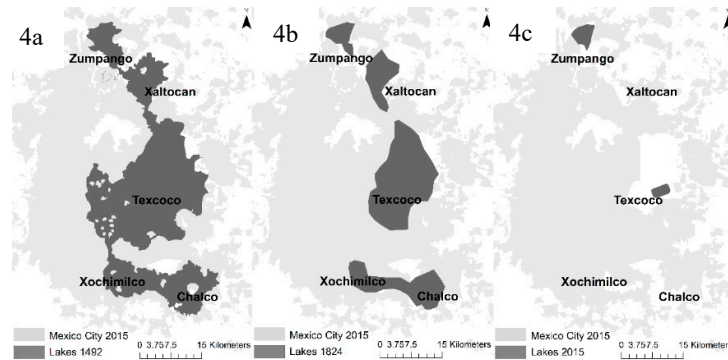 4a
Zumpango
Xaltocan
Texcoco
Xochimilco
Chalco
Mexico City 2015
Lakes 1492
0 3.757.5 15 Kilometers
4b
Zumpango
Xaltocan
Texcoco
Xochimilco
Chalco
Mexico City 2015
Lakes 1824
0 3.757.5 15 Kilometers
4c
Zumpango
Xaltocan
Texcoco
Xochimilco
Chalco
Mexico City 2015
Lakes 2015
0 3.757.5 15 Kilometers